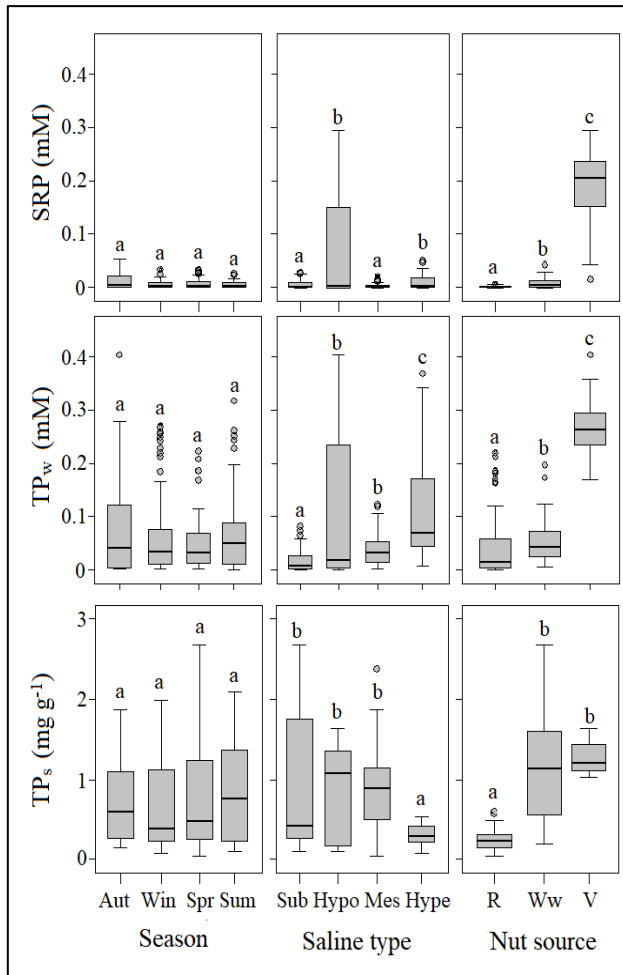 SRP (mM)
0.4
0.3
0.2
0.1
0
a a a a
a b a b
a b c
TPw (mM)
0.4
0.3
0.2
0.1
0
a a a a
a b b c
a b c
TPs (mg g-1)
3
2
1
0
a a a a
b b b a
a b b
Aut Win Spr Sum
Sub Hypo Mes Hype
R Ww V
Season
Saline type
Nut source